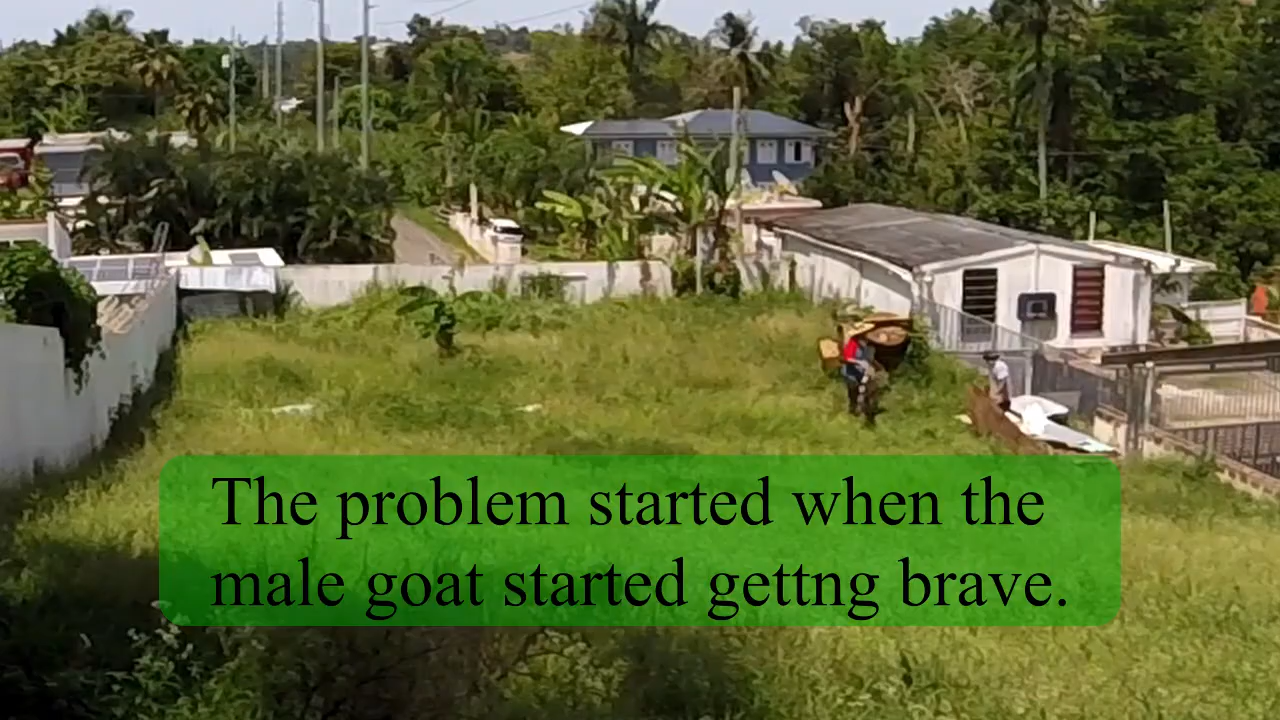 The problem started when the
male goat started gettng brave.